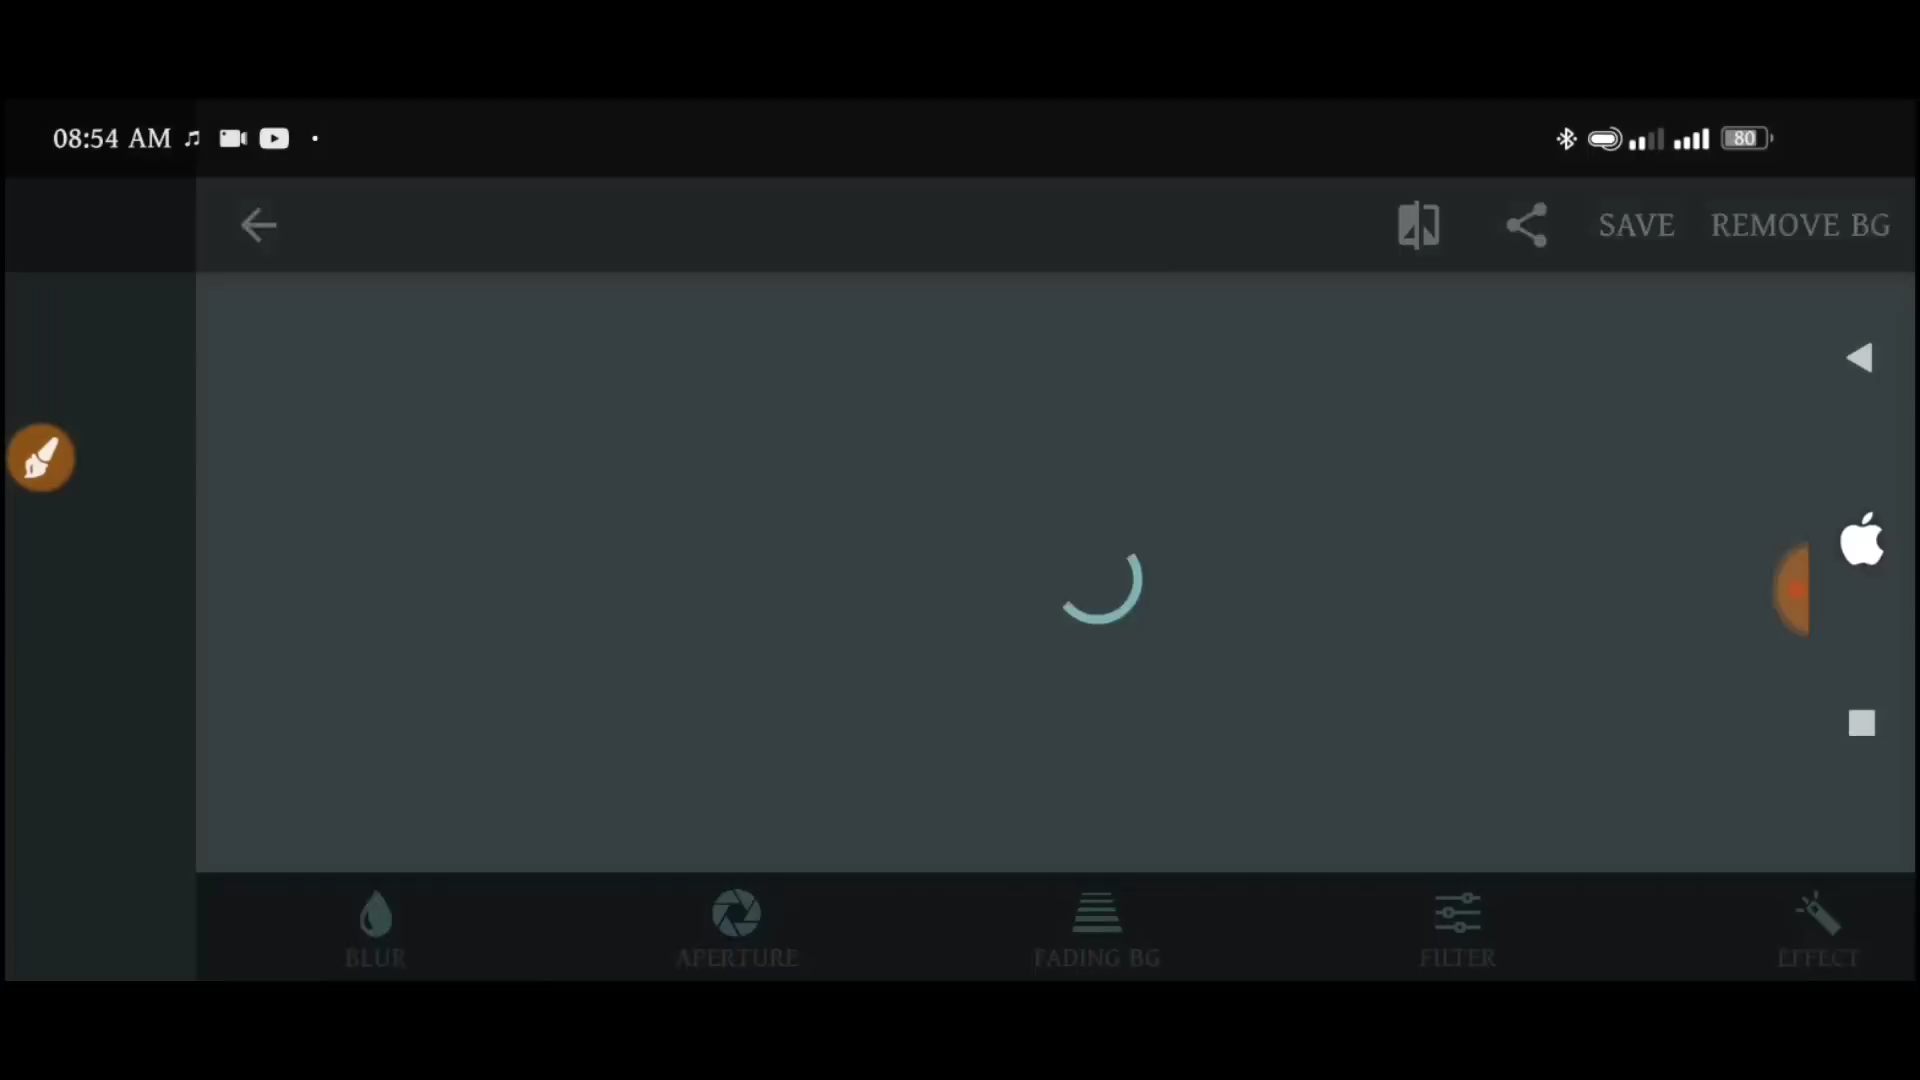 08:54 AM
80
SAVE REMOVE BG
BLUR APERTURE FADING BG FILTER EFFECT